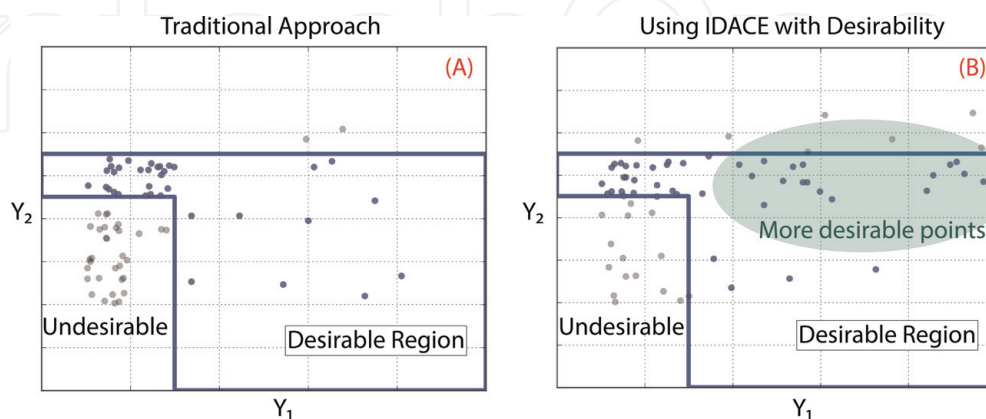 Traditional Approach
(A)
Y₂
Undesirable
Desirable Region
Y₁
Using IDACE with Desirability
(B)
Y₂
More desirable points
Undesirable
Desirable Region
Y₁